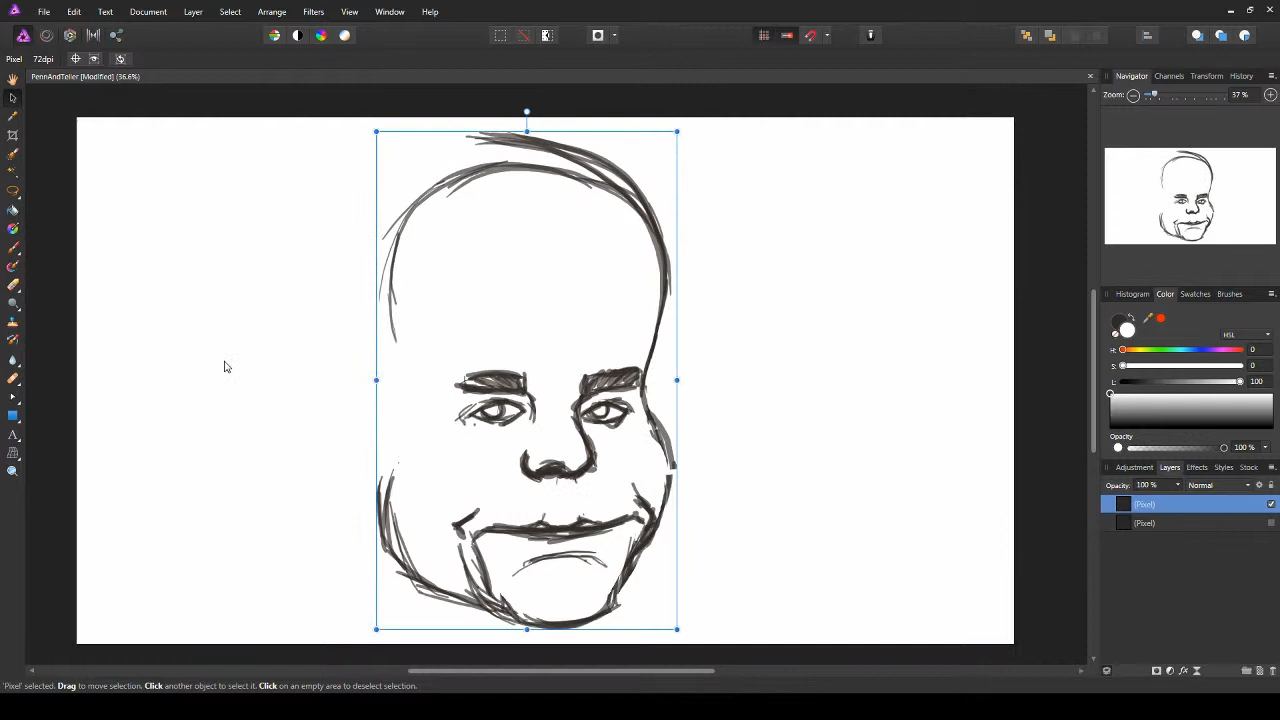 File Edit Text Document Layer Select Arrange Filters View Window Help
Pixel 72dpi
PennAndTeller [Modified] (36.6%)
Navigator Channels Transform History
Zoom: 37 %
Histogram Color Swatches Brushes
HSL
H: 0
S: 0
L: 100
Opacity
100 %
Adjustment Layers Effects Styles Stock
Opacity: 100 % Normal
(Pixel)
(Pixel)
'Pixel' selected. Drag to move selection. Click another object to select it. Click on an empty area to deselect selection.